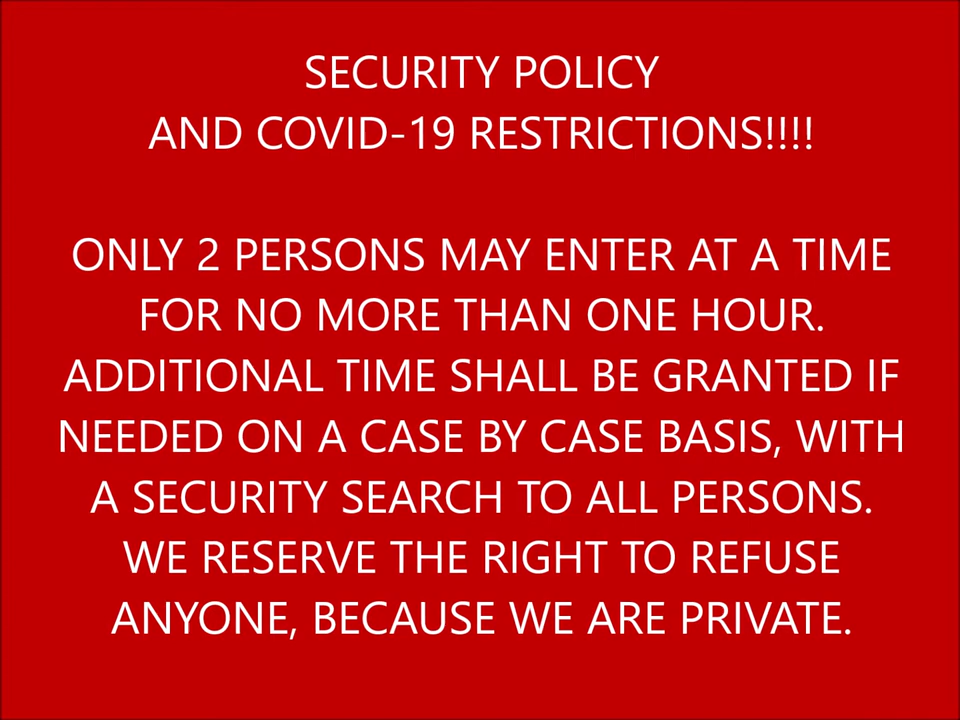 SECURITY POLICY
AND COVID-19 RESTRICTIONS!!!!
ONLY 2 PERSONS MAY ENTER AT A TIME
FOR NO MORE THAN ONE HOUR.
ADDITIONAL TIME SHALL BE GRANTED IF
NEEDED ON A CASE BY CASE BASIS, WITH
A SECURITY SEARCH TO ALL PERSONS.
WE RESERVE THE RIGHT TO REFUSE
ANYONE, BECAUSE WE ARE PRIVATE.